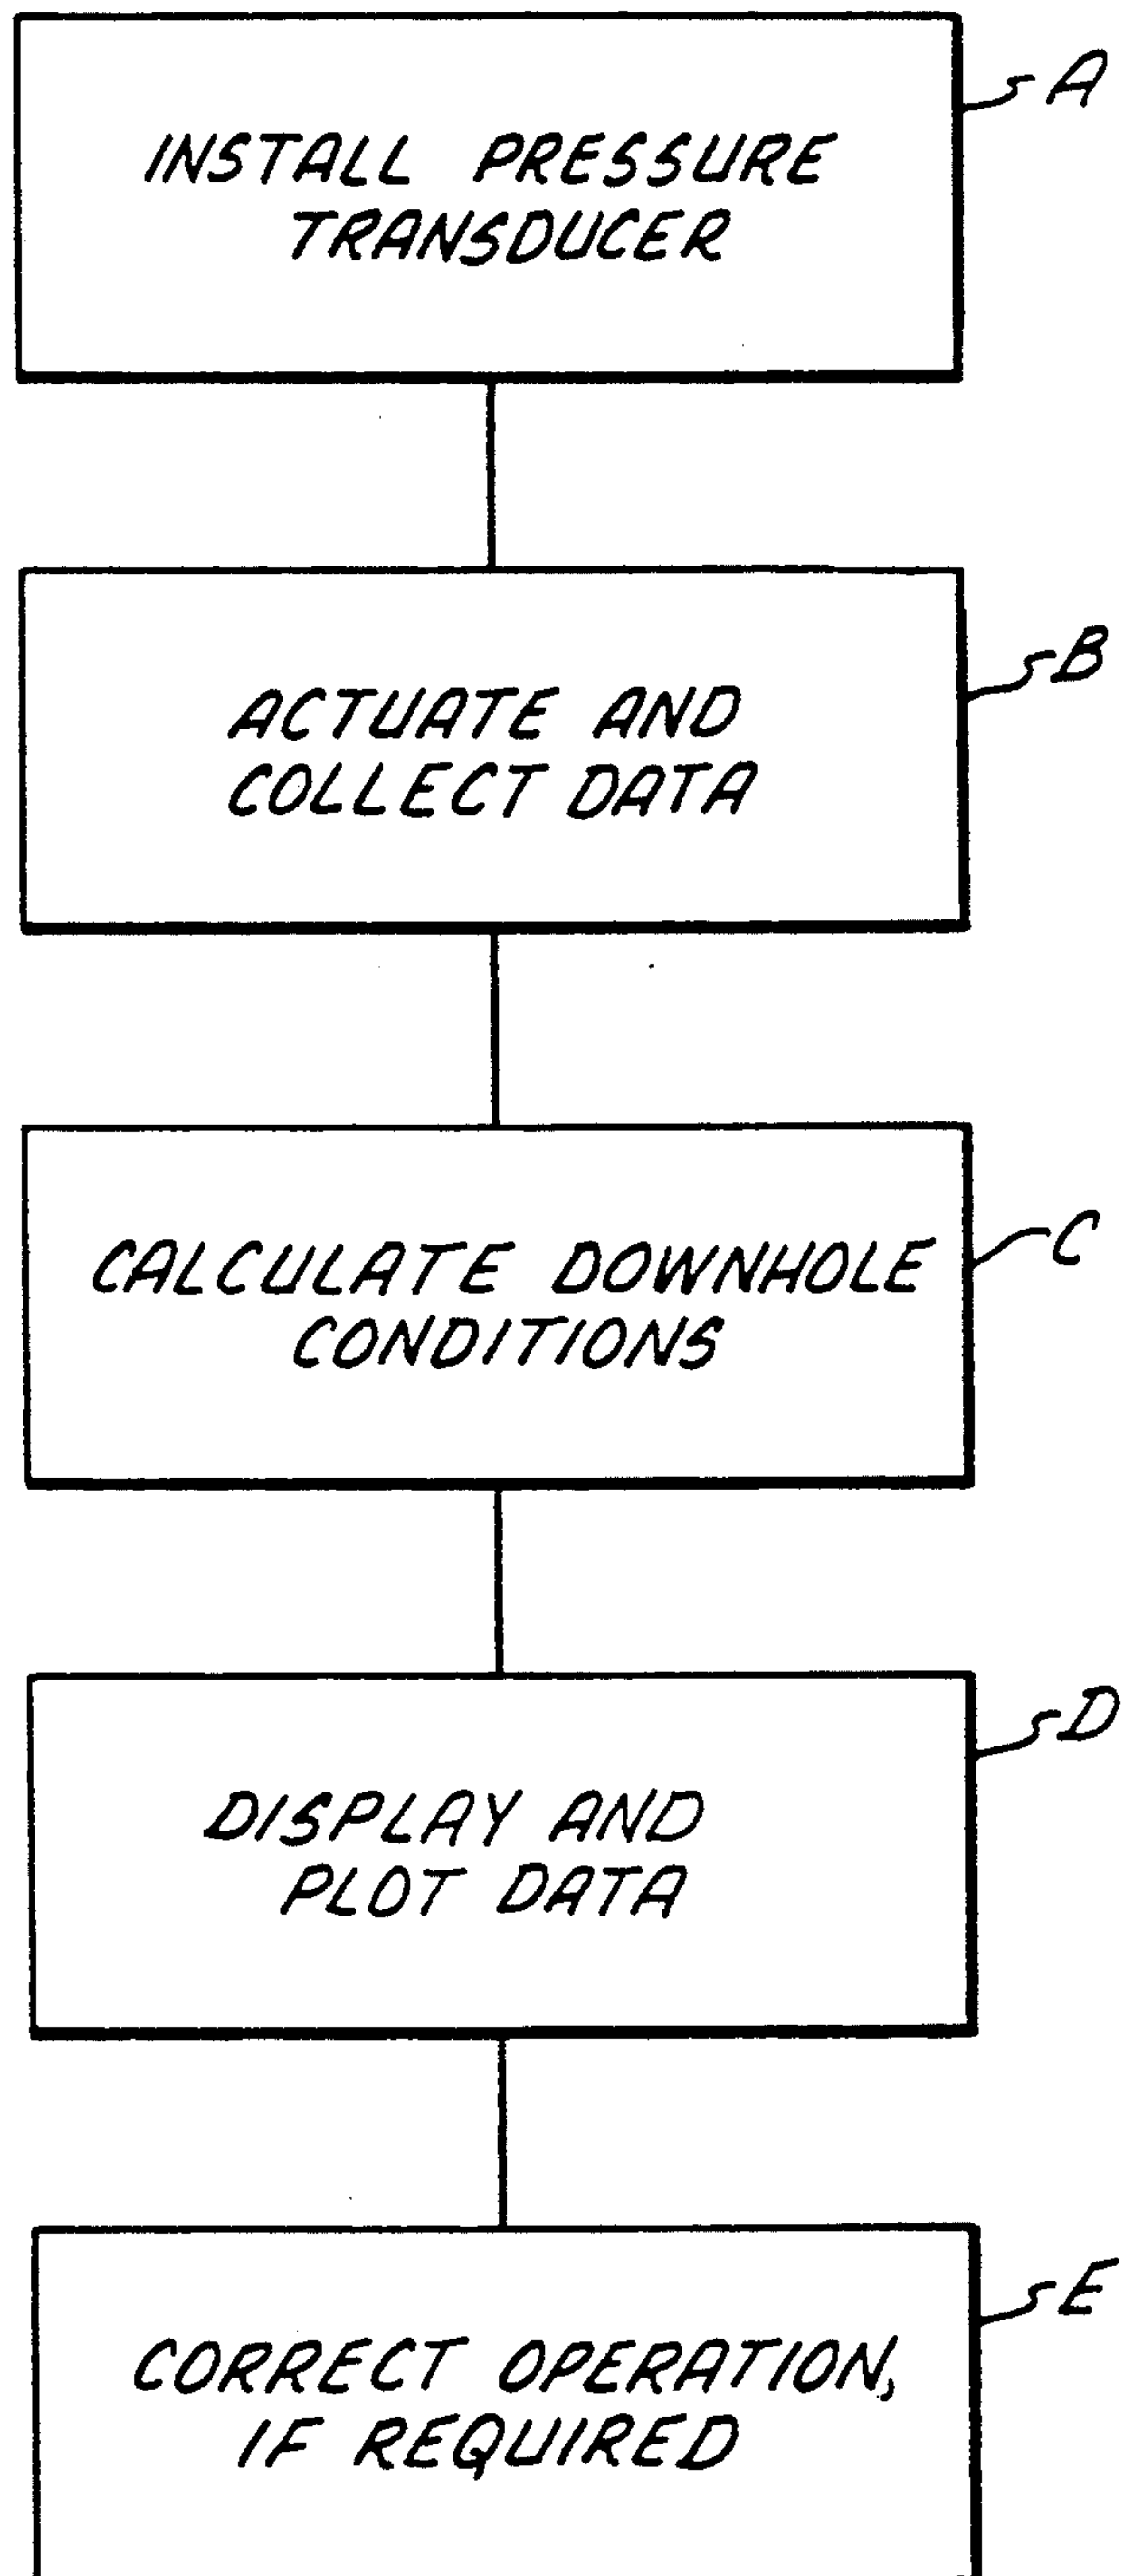 A
INSTALL PRESSURE
TRANSDUCER
B
ACTUATE AND
COLLECT DATA
C
CALCULATE DOWNHOLE
CONDITIONS
D
DISPLAY AND
PLOT DATA
E
CORRECT OPERATION,
IF REQUIRED